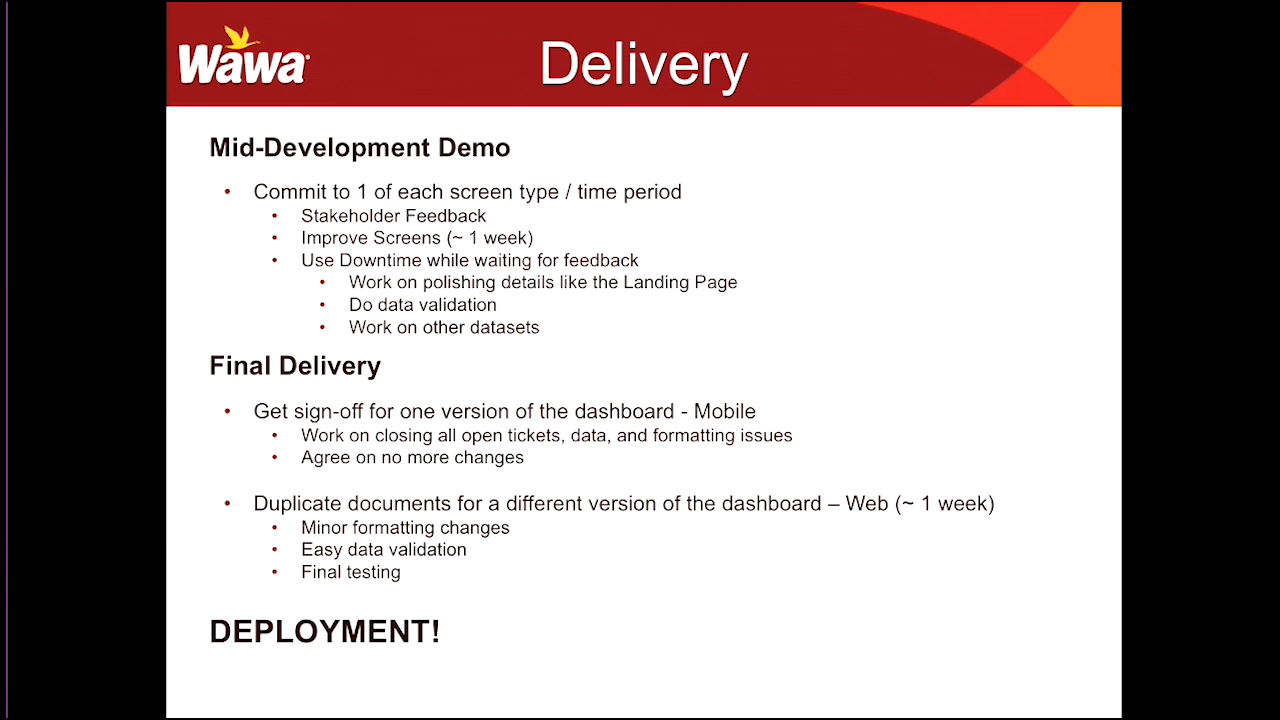 Wawa
Delivery
Mid-Development Demo
• Commit to 1 of each screen type / time period
• Stakeholder Feedback
• Improve Screens (~ 1 week)
• Use Downtime while waiting for feedback
• Work on polishing details like the Landing Page
• Do data validation
• Work on other datasets
Final Delivery
• Get sign-off for one version of the dashboard - Mobile
• Work on closing all open tickets, data, and formatting issues
• Agree on no more changes
• Duplicate documents for a different version of the dashboard – Web (~ 1 week)
• Minor formatting changes
• Easy data validation
• Final testing
DEPLOYMENT!